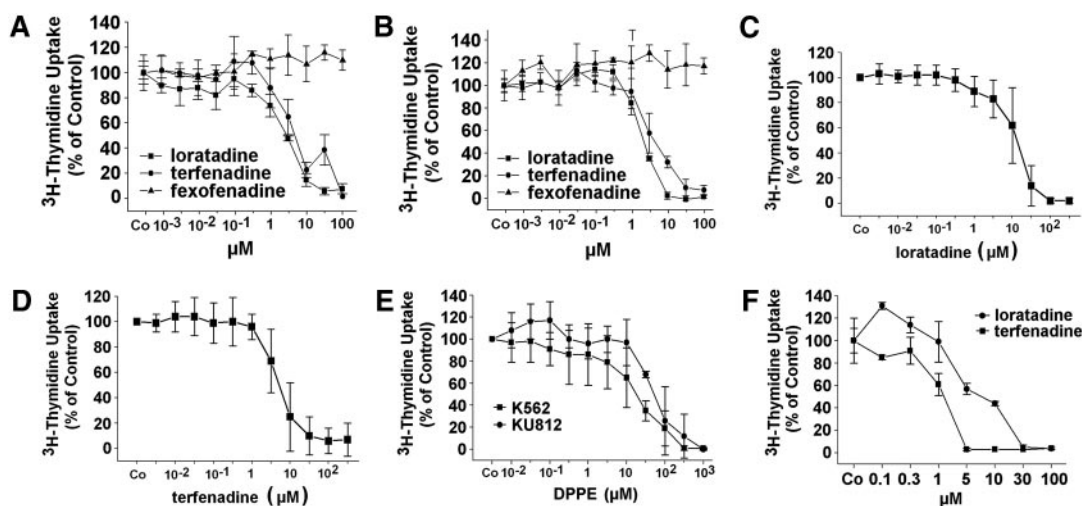 A
³H-Thymidine Uptake
(% of Control)
140
120
100
80
60
40
20
0
loratadine
terfenadine
fexofenadine
Co 10⁻³ 10⁻² 10⁻¹ 1 10 100
µM
B
³H-Thymidine Uptake
(% of Control)
140
120
100
80
60
40
20
0
loratadine
terfenadine
fexofenadine
Co 10⁻³ 10⁻² 10⁻¹ 1 10 100
µM
C
³H-Thymidine Uptake
(% of Control)
120
100
80
60
40
20
0
Co 10⁻² 10⁻¹ 1 10 10²
loratadine (µM)
D
³H-Thymidine Uptake
(% of Control)
120
100
80
60
40
20
0
Co 10⁻² 10⁻¹ 1 10 10²
terfenadine (µM)
E
³H-Thymidine Uptake
(% of Control)
140
120
100
80
60
40
20
0
K562
KU812
Co 10⁻² 10⁻¹ 1 10 10² 10³
DPPE (µM)
F
³H-Thymidine Uptake
(% of Control)
140
120
100
80
60
40
20
0
loratadine
terfenadine
Co 0.1 0.3 1 5 10 30 100
µM